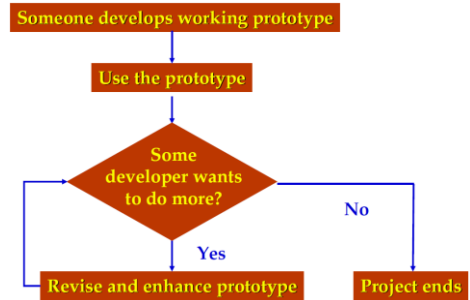 Someone develops working prototype
Use the prototype
Some
developer wants
to do more?
No
Yes
Revise and enhance prototype
Project ends